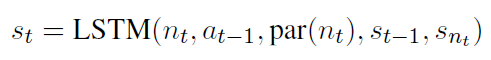 s_t = LSTM(n_t, a_{t−1}, par(n_t), s_{t−1}, s_{n_t})